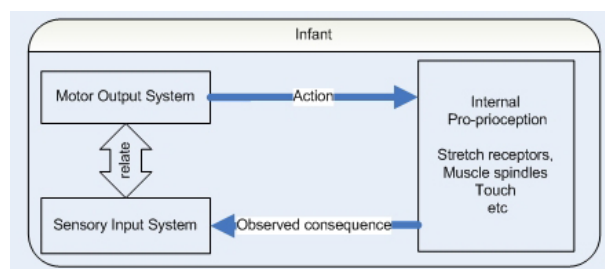 Infant
Motor Output System
Action
Internal
Pro-prioception
Stretch receptors,
Muscle spindles
Touch
etc
relate
Sensory Input System
Observed consequence